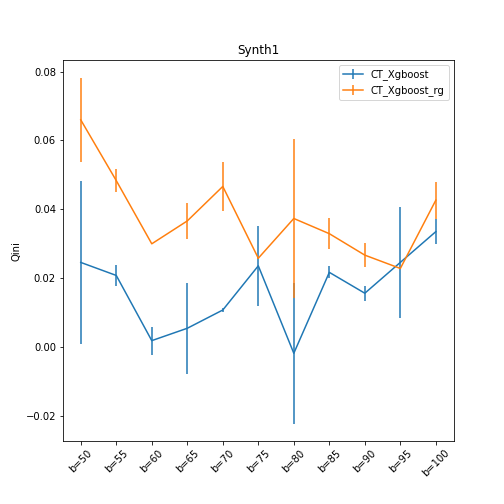 Synth1
CT_Xgboost
CT_Xgboost_rg
Qini
0.08
0.06
0.04
0.02
0.00
−0.02
b=50
b=55
b=60
b=65
b=70
b=75
b=80
b=85
b=90
b=95
b=100